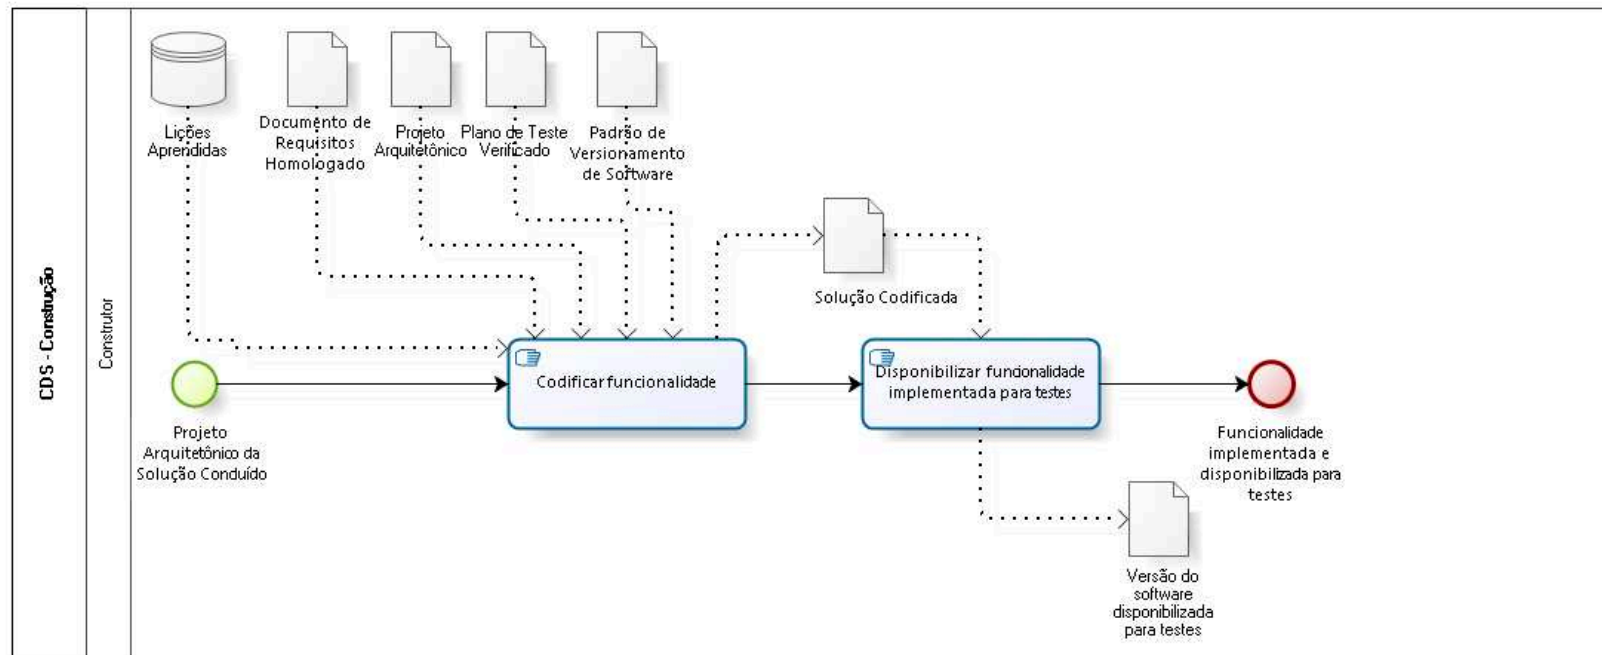 CDS - Construção
Construtor
Lições
Aprendidas
Documento de
Requisitos
Homologado
Projeto
Arquitetônico
Plano de Teste
Verificado
Padrão de
Versionamento
de Software
Solução Codificada
Codificar funcionalidade
Disponibilizar funcionalidade
implementada para testes
Projeto
Arquitetônico da
Solução Conduído
Funcionalidade
implementada e
disponibilizada para
testes
Versão do
software
disponibilizada
para testes